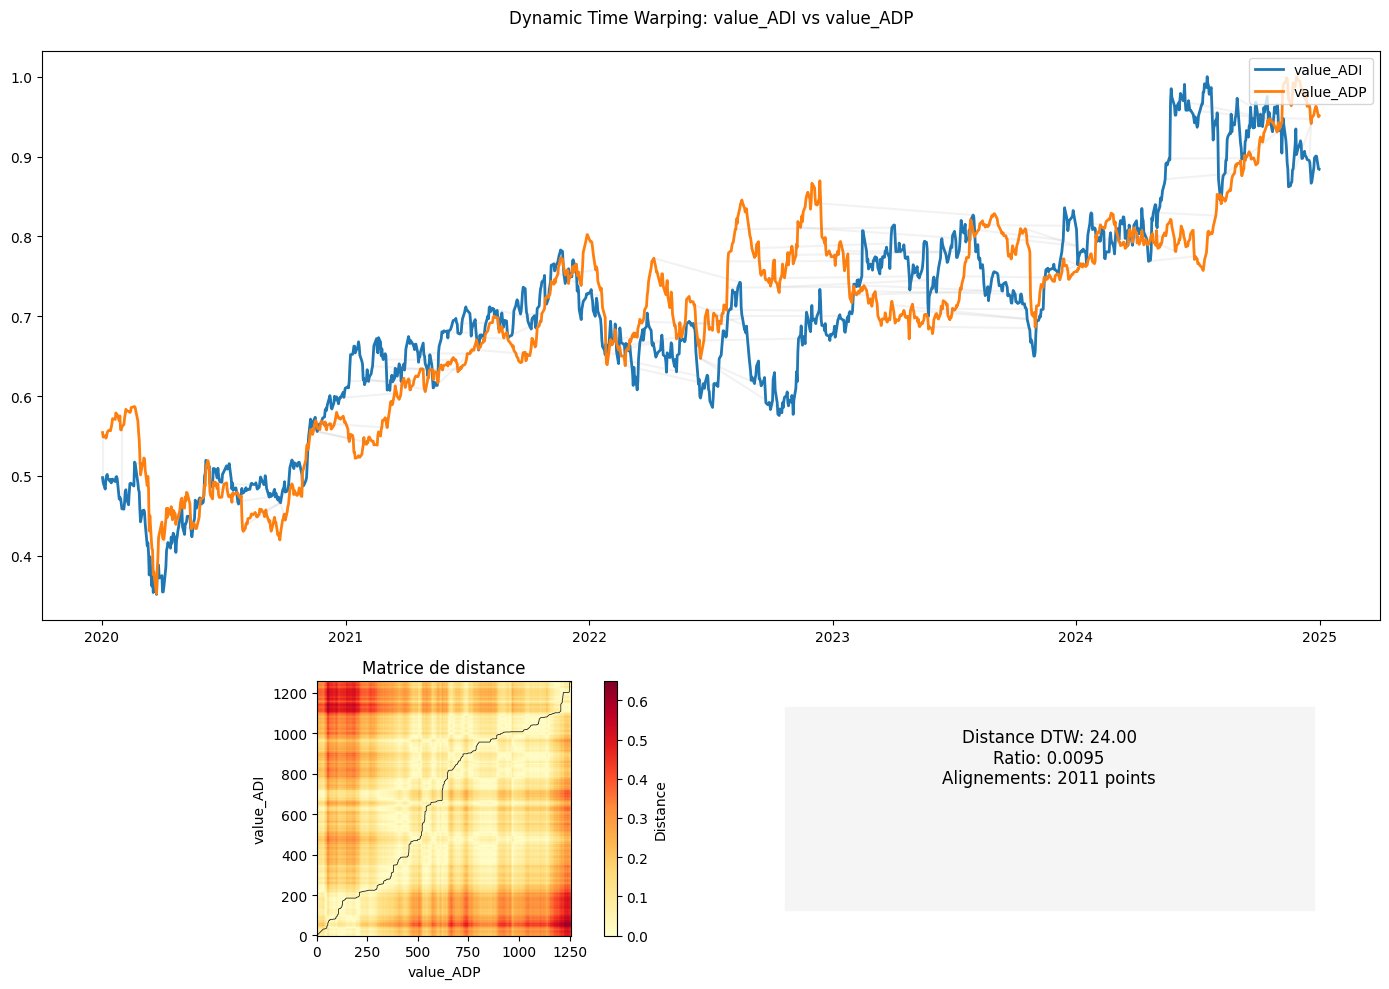 Dynamic Time Warping: value_ADI vs value_ADP
1.0
0.9
0.8
0.7
0.6
0.5
0.4
value_ADI
value_ADP
2020 2021 2022 2023 2024 2025
Matrice de distance
1200
1000
800
600
400
200
0
value_ADI
0 250 500 750 1000 1250
value_ADP
0.6
0.5
0.4
0.3
0.2
0.1
0.0
Distance
Distance DTW: 24.00
Ratio: 0.0095
Alignements: 2011 points